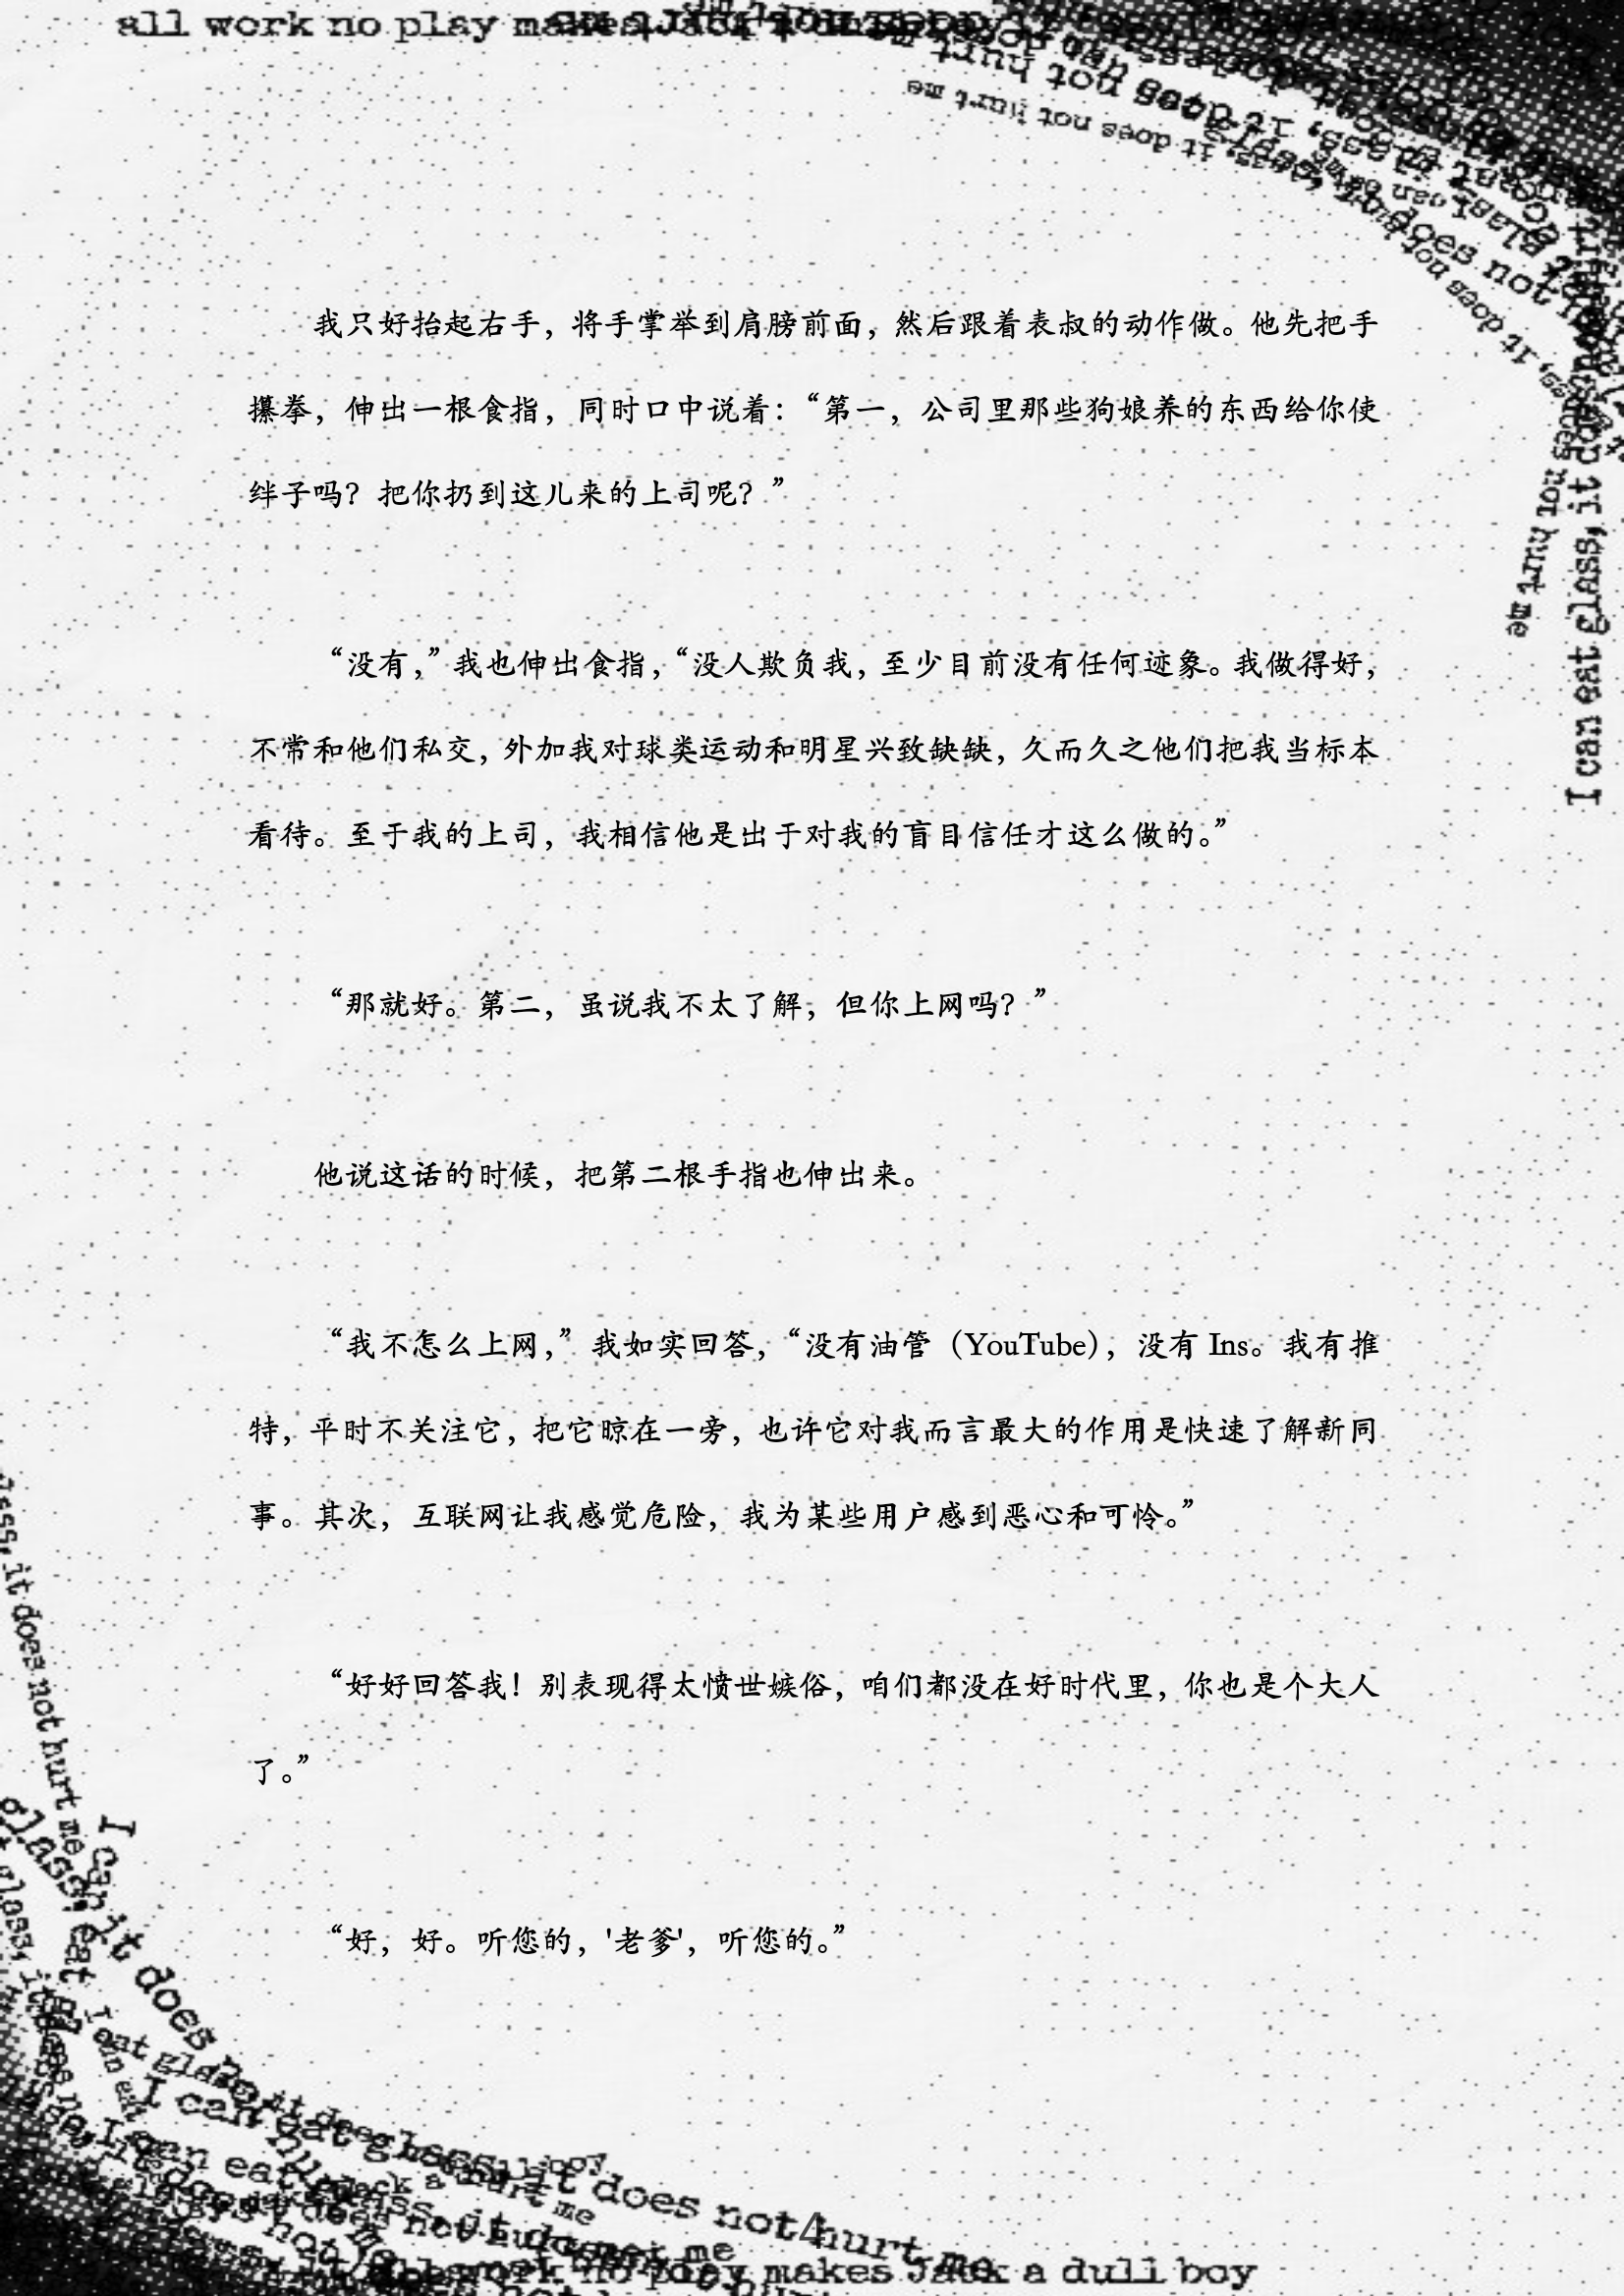 all work no play makes Jack a dull boy
I can eat glass, it does not hurt me
我只好抬起右手，将手掌举到肩膀前面，然后跟着表叔的动作做。他先把手
攥拳，伸出一根食指，同时口中说着：“第一，公司里那些狗娘养的东西给你使
绊子吗？把你扔到这儿来的上司呢？”
“没有，”我也伸出食指，“没人欺负我，至少目前没有任何迹象。我做得好，
不常和他们私交，外加我对球类运动和明星兴致缺缺，久而久之他们把我当标本
看待。至于我的上司，我相信他是出于对我的盲目信任才这么做的。”
“那就好。第二，虽说我不太了解，但你上网吗？”
他说这话的时候，把第二根手指也伸出来。
“我不怎么上网，”我如实回答，“没有油管（YouTube），没有 Ins。我有推
特，平时不关注它，把它晾在一旁，也许它对我而言最大的作用是快速了解新同
事。其次，互联网让我感觉危险，我为某些用户感到恶心和可怜。”
“好好回答我！别表现得太愤世嫉俗，咱们都没在好时代里，你也是个大人
了。”
“好，好。听您的，'老爹'，听您的。”
I can eat glass, it does not hurt me
4
all work no play makes Jack a dull boy